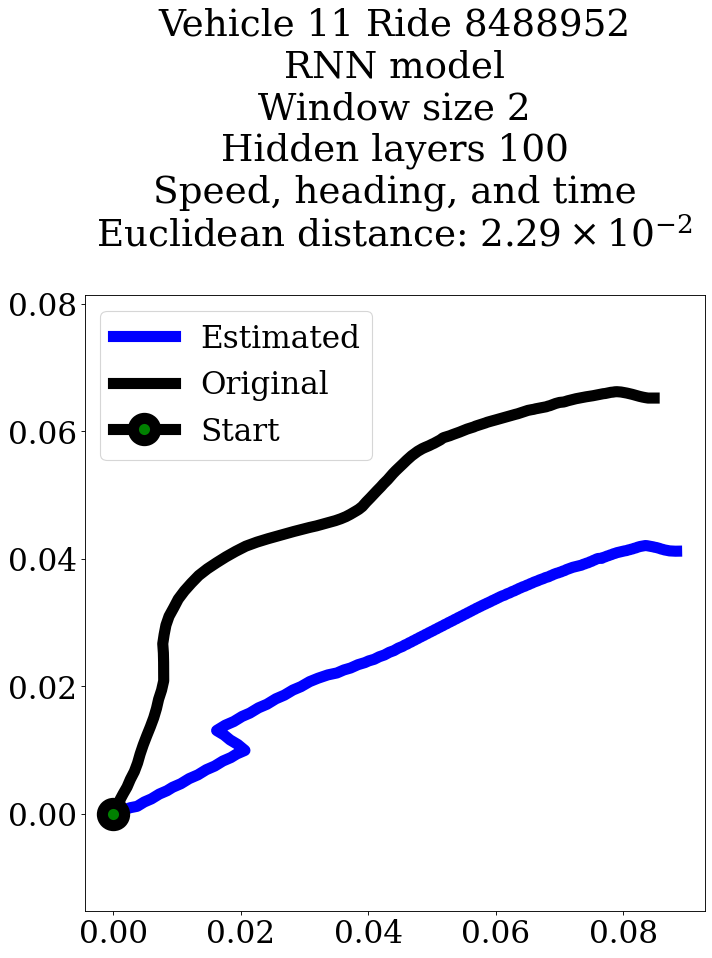 Vehicle 11 Ride 8488952
RNN model
Window size 2
Hidden layers 100
Speed, heading, and time
Euclidean distance: 2.29 × 10⁻²
0.08
Estimated
Original
Start
0.06
0.04
0.02
0.00
0.00 0.02 0.04 0.06 0.08